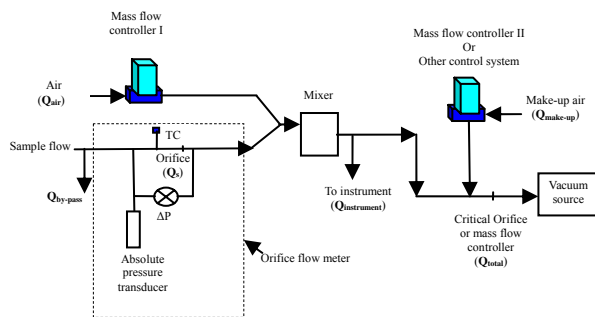 Mass flow
controller I
Mass flow controller II
Or
Other control system
Air
(Qair)
Mixer
Make-up air
(Qmake-up)
TC
Sample flow
Orifice
(Qs)
Qby-pass
ΔP
To instrument
(Qinstrument)
Vacuum
source
Absolute
pressure
transducer
Orifice flow meter
Critical Orifice
or mass flow
controller
(Qtotal)